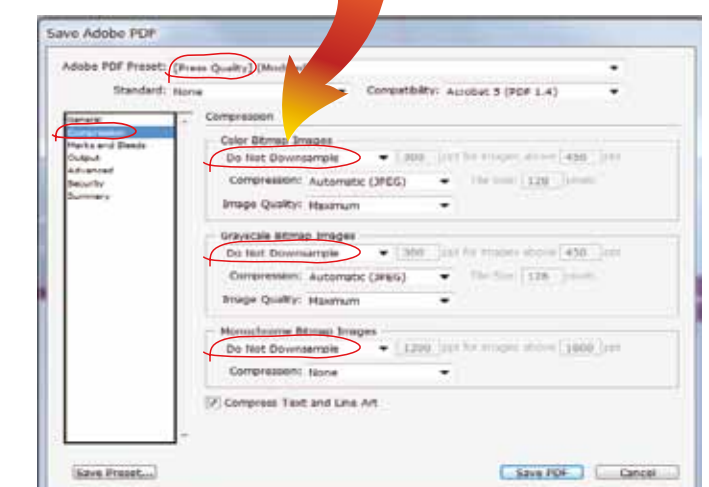 Save Adobe PDF
Adobe PDF Preset: [Press Quality]
Standard: None Compatibility: Acrobat 5 (PDF 1.4)
General
Compression
Marks and Bleeds
Output
Advanced
Security
Summary
Compression
Color Bitmap Images
Do Not Downsample 300 ppi for images above 450 ppi
Compression: Automatic (JPEG) Tile Size: 128 pixels
Image Quality: Maximum
Grayscale Bitmap Images
Do Not Downsample 300 ppi for images above 450 ppi
Compression: Automatic (JPEG) Tile Size: 128 pixels
Image Quality: Maximum
Monochrome Bitmap Images
Do Not Downsample 1200 ppi for images above 1800 ppi
Compression: None
Compress Text and Line Art
Save Preset...
Save PDF Cancel